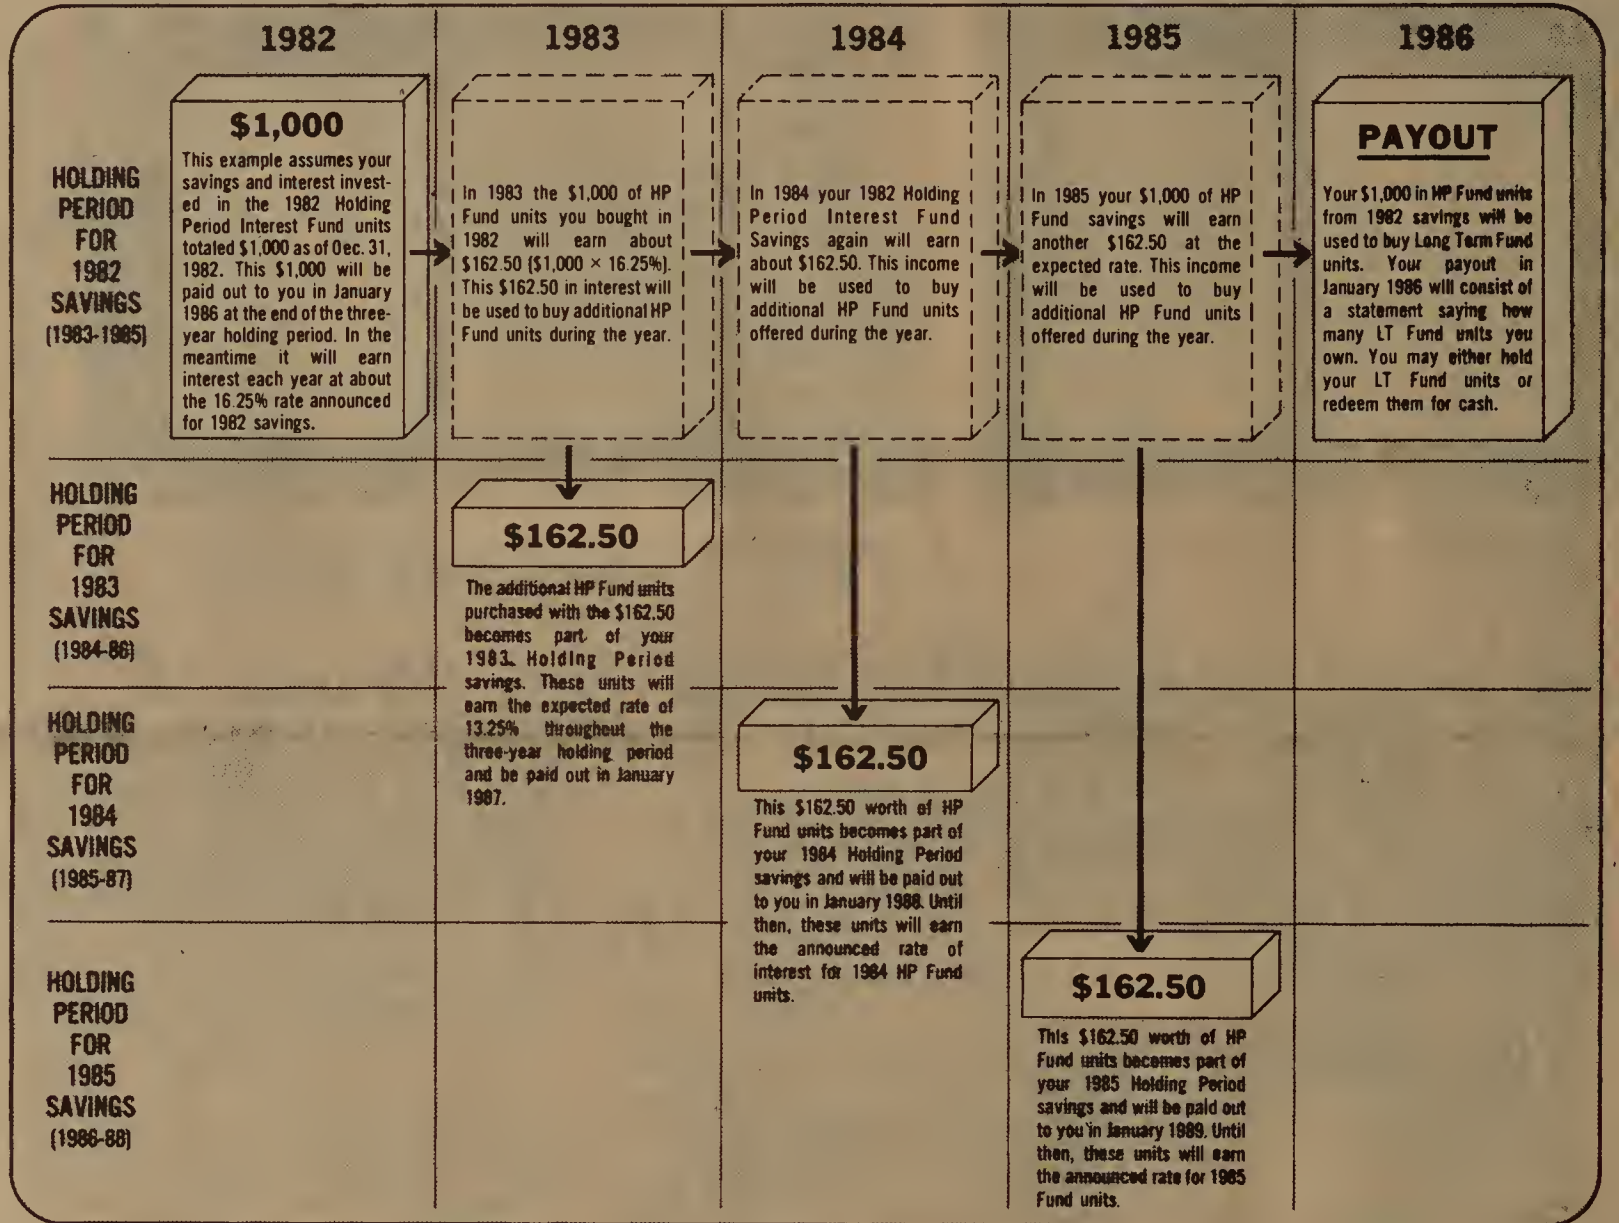 1982
1983
1984
1985
1986
HOLDING
PERIOD
FOR
1982
SAVINGS
(1983-1985)
$1,000
This example assumes your
savings and interest invest-
ed in the 1982 Holding
Period Interest Fund units
totaled $1,000 as of Dec. 31,
1982. This $1,000 will be
paid out to you in January
1986 at the end of the three-
year holding period. In the
meantime it will earn
interest each year at about
the 16.25% rate announced
for 1982 savings.
In 1983 the $1,000 of HP
Fund units you bought in
1982 will earn about
$162.50 ($1,000 × 16.25%).
This $162.50 in interest will
be used to buy additional HP
Fund units during the year.
In 1984 your 1982 Holding
Period Interest Fund
Savings again will earn
about $162.50. This income
will be used to buy
additional HP Fund units
offered during the year.
In 1985 your $1,000 of HP
Fund savings will earn
another $162.50 at the
expected rate. This income
will be used to buy
additional HP Fund units
offered during the year.
PAYOUT
Your $1,000 in HP Fund units
from 1982 savings will be
used to buy Long Term Fund
units. Your payout in
January 1986 will consist of
a statement saying how
many LT Fund units you
own. You may either hold
your LT Fund units or
redeem them for cash.
HOLDING
PERIOD
FOR
1983
SAVINGS
(1984-86)
$162.50
The additional HP Fund units
purchased with the $162.50
becomes part of your
1983 Holding Period
savings. These units will
earn the expected rate of
13.25% throughout the
three-year holding period
and be paid out in January
1987.
HOLDING
PERIOD
FOR
1984
SAVINGS
(1985-87)
$162.50
This $162.50 worth of HP
Fund units becomes part of
your 1984 Holding Period
savings and will be paid out
to you in January 1988. Until
then, these units will earn
the announced rate of
interest for 1984 HP Fund
units.
HOLDING
PERIOD
FOR
1985
SAVINGS
(1986-88)
$162.50
This $162.50 worth of HP
Fund units becomes part of
your 1985 Holding Period
savings and will be paid out
to you in January 1989. Until
then, these units will earn
the announced rate for 1985
Fund units.